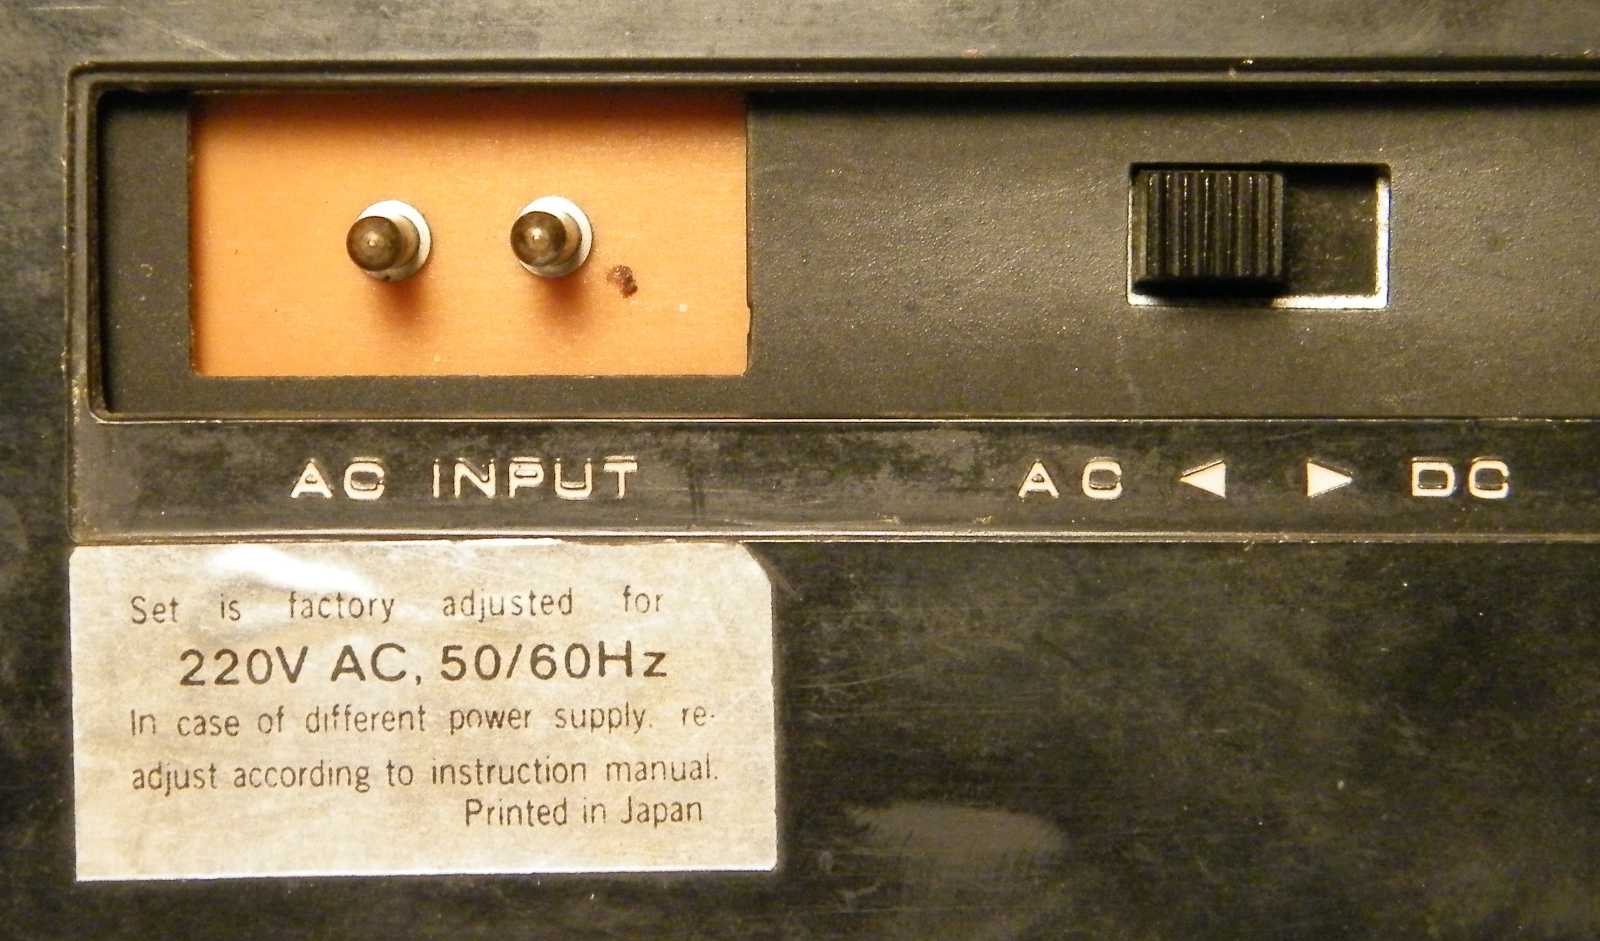 AC INPUT
AC ◀ ▶ DC
Set is factory adjusted for
220V AC, 50/60Hz
In case of different power supply. re-
adjust according to instruction manual.
Printed in Japan